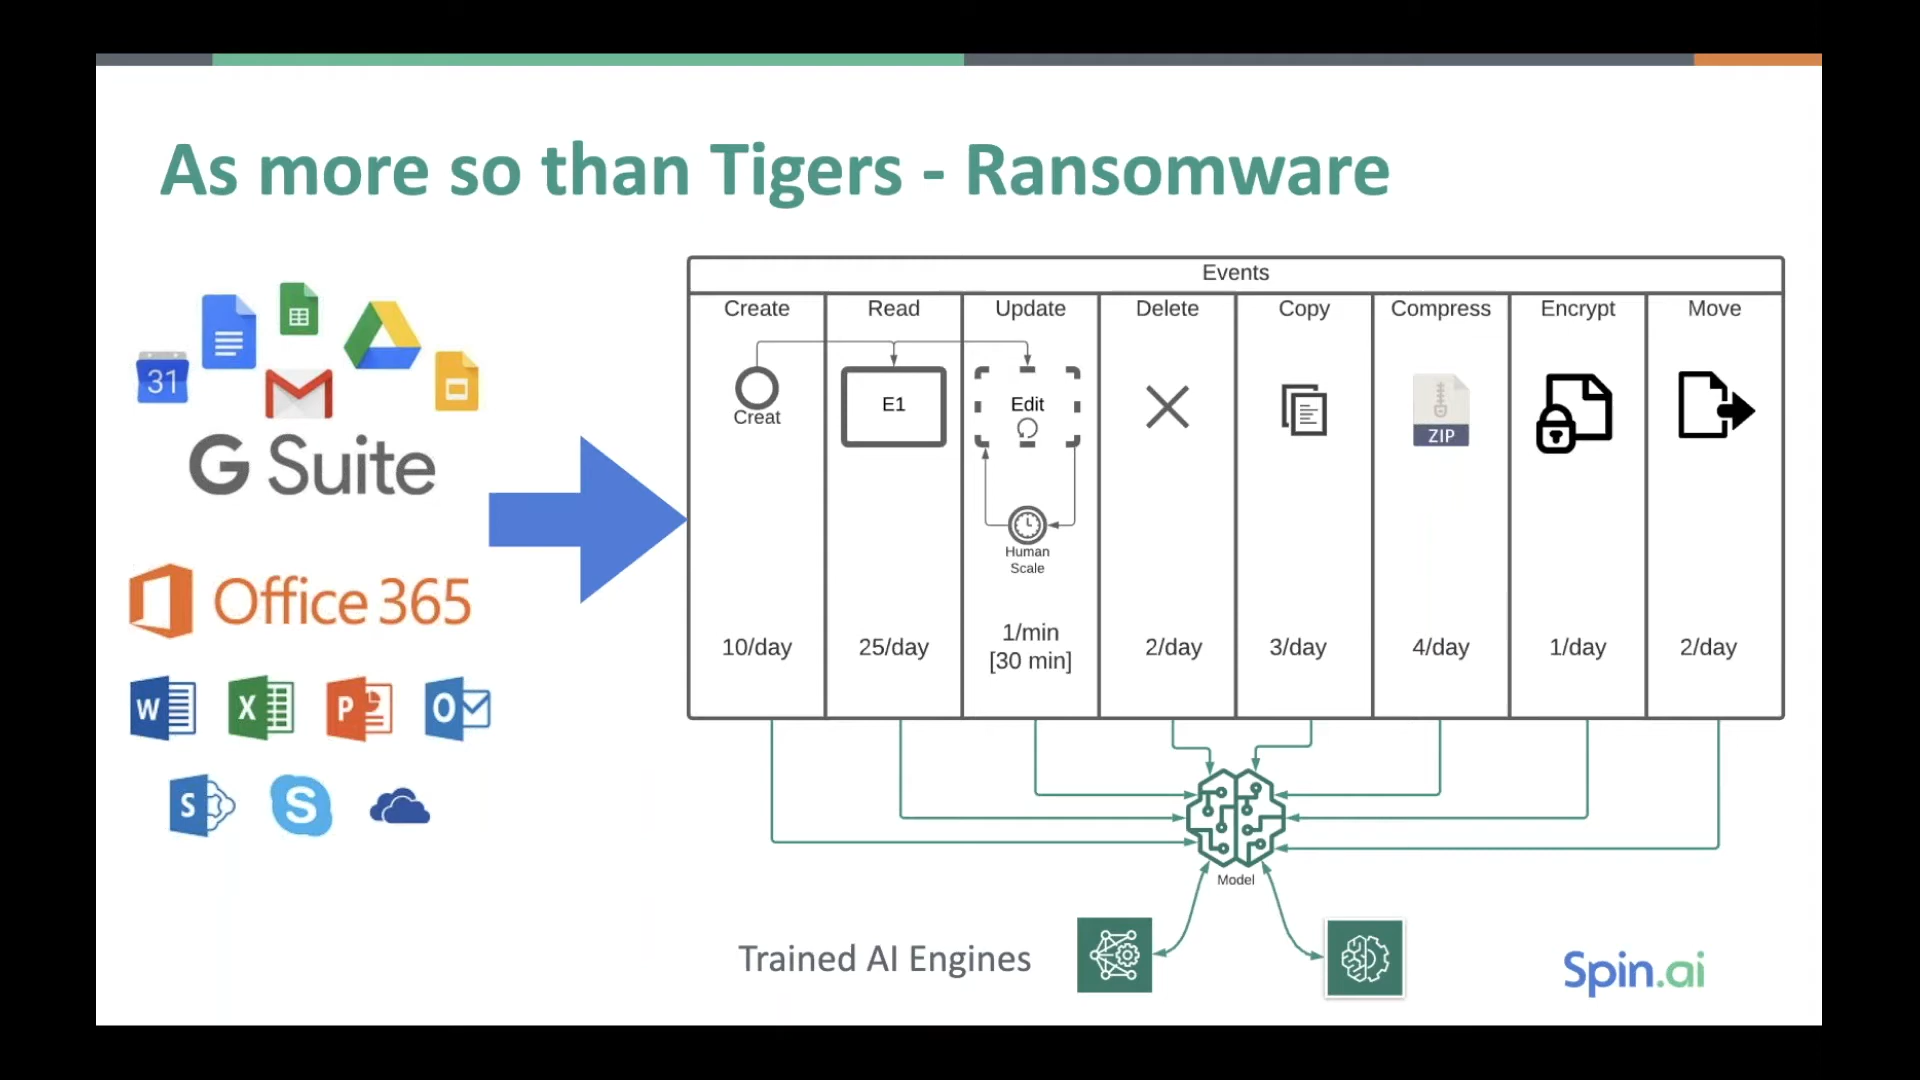 As more so than Tigers - Ransomware
31
G Suite
Office 365
W
X
P
O
S
S
Events
Create
Read
Update
Delete
Copy
Compress
Encrypt
Move
Creat
E1
Edit
ZIP
Human
Scale
10/day
25/day
1/min
[30 min]
2/day
3/day
4/day
1/day
2/day
Model
Trained AI Engines
Spin.ai